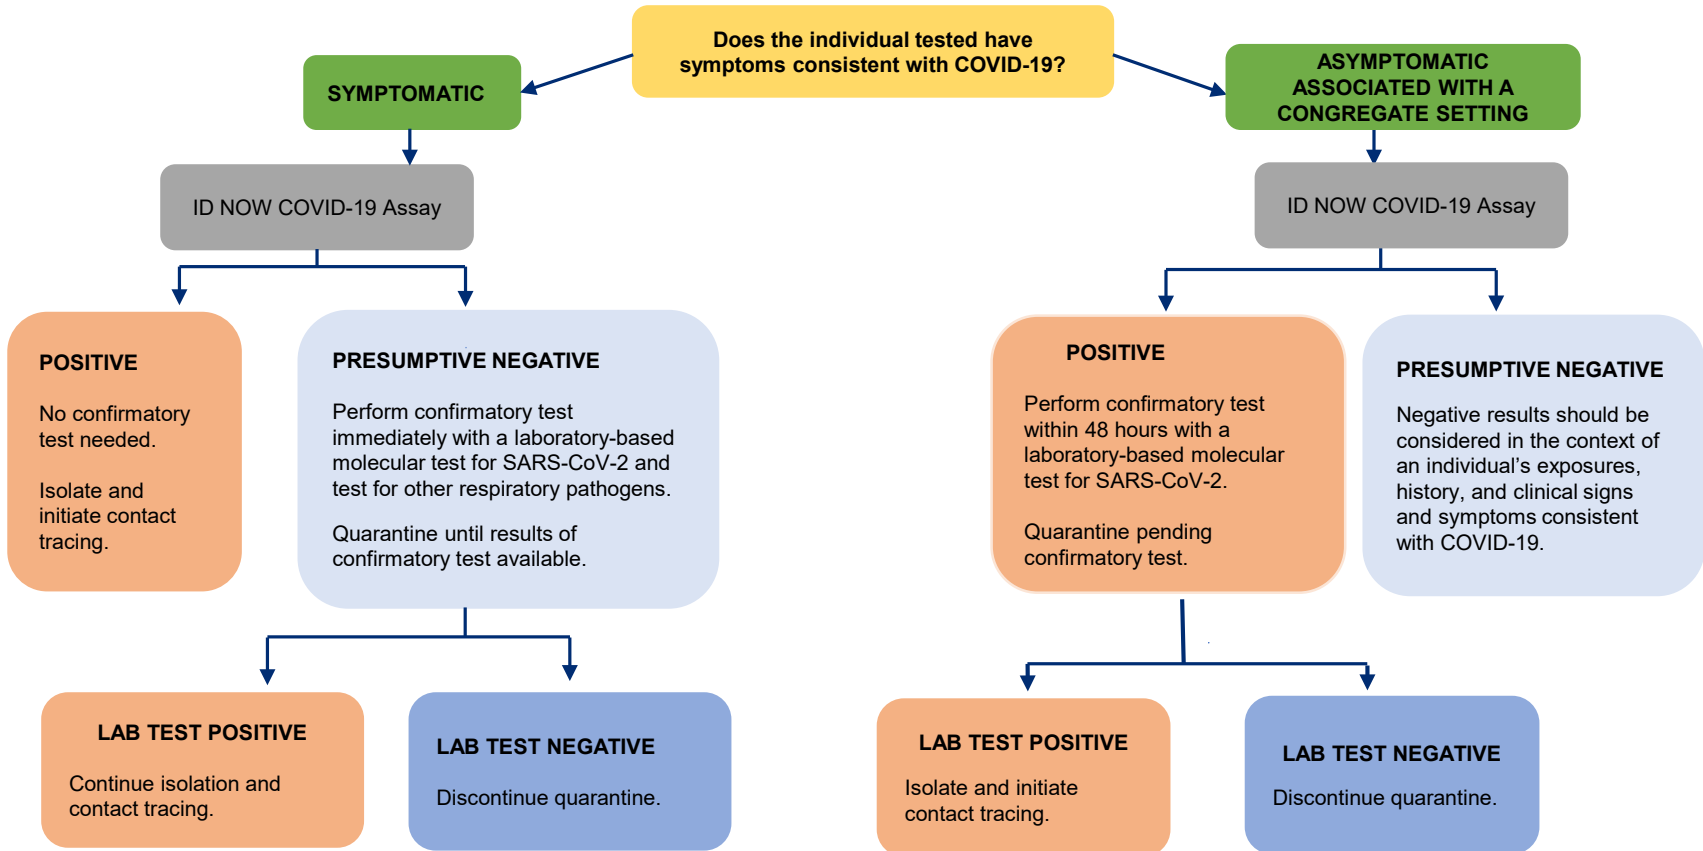 Does the individual tested have
symptoms consistent with COVID-19?
SYMPTOMATIC
ASYMPTOMATIC
ASSOCIATED WITH A
CONGREGATE SETTING
ID NOW COVID-19 Assay
ID NOW COVID-19 Assay
POSITIVE
No confirmatory
test needed.
Isolate and
initiate contact
tracing.
PRESUMPTIVE NEGATIVE
Perform confirmatory test
immediately with a laboratory-based
molecular test for SARS-CoV-2 and
test for other respiratory pathogens.
Quarantine until results of
confirmatory test available.
POSITIVE
Perform confirmatory test
within 48 hours with a
laboratory-based molecular
test for SARS-CoV-2.
Quarantine pending
confirmatory test.
PRESUMPTIVE NEGATIVE
Negative results should be
considered in the context of
an individual’s exposures,
history, and clinical signs
and symptoms consistent
with COVID-19.
LAB TEST POSITIVE
Continue isolation and
contact tracing.
LAB TEST NEGATIVE
Discontinue quarantine.
LAB TEST POSITIVE
Isolate and initiate
contact tracing.
LAB TEST NEGATIVE
Discontinue quarantine.